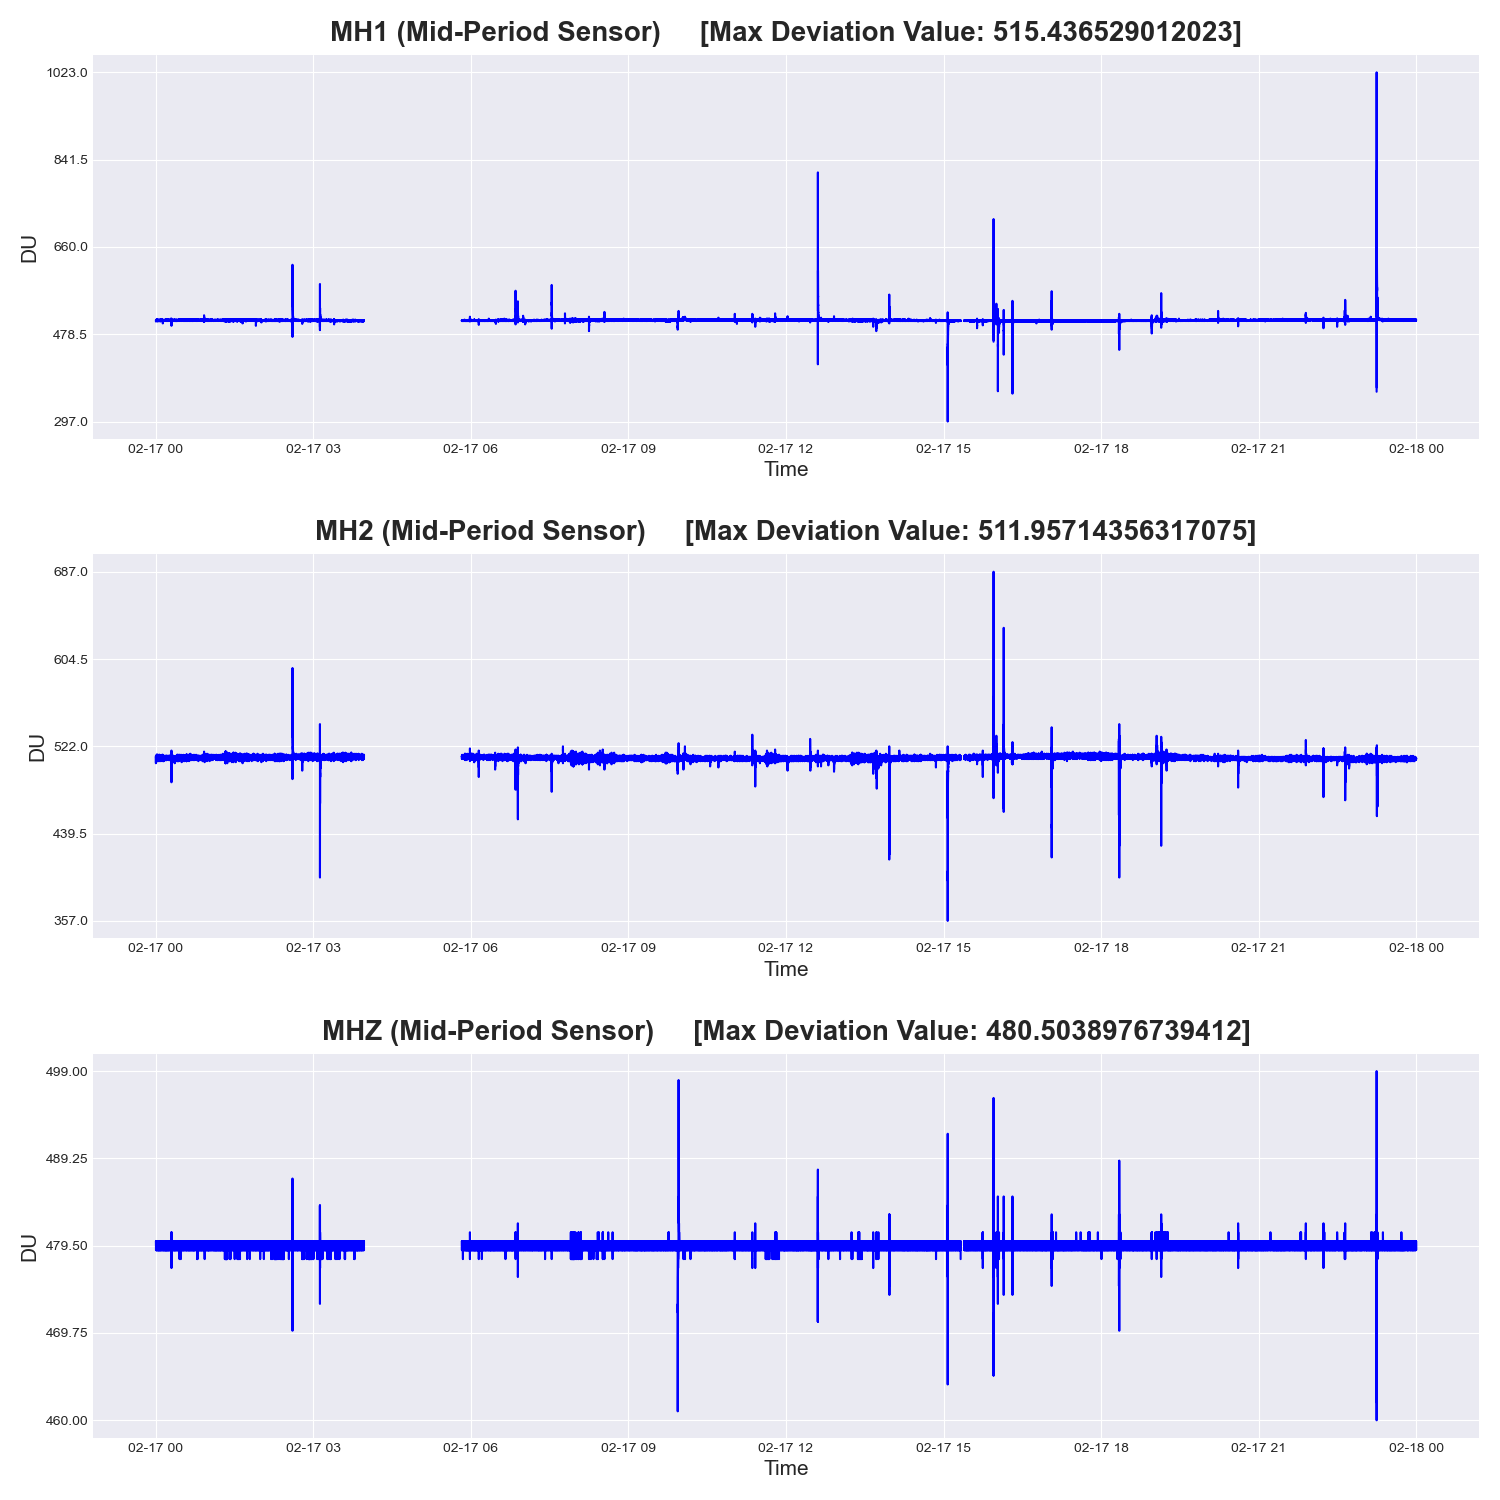 MH1 (Mid-Period Sensor) [Max Deviation Value: 515.436529012023]
1023.0
841.5
660.0
478.5
297.0
DU
02-17 00 02-17 03 02-17 06 02-17 09 02-17 12 02-17 15 02-17 18 02-17 21 02-18 00
Time
MH2 (Mid-Period Sensor) [Max Deviation Value: 511.95714356317075]
687.0
604.5
522.0
439.5
357.0
DU
02-17 00 02-17 03 02-17 06 02-17 09 02-17 12 02-17 15 02-17 18 02-17 21 02-18 00
Time
MHZ (Mid-Period Sensor) [Max Deviation Value: 480.5038976739412]
499.00
489.25
479.50
469.75
460.00
DU
02-17 00 02-17 03 02-17 06 02-17 09 02-17 12 02-17 15 02-17 18 02-17 21 02-18 00
Time